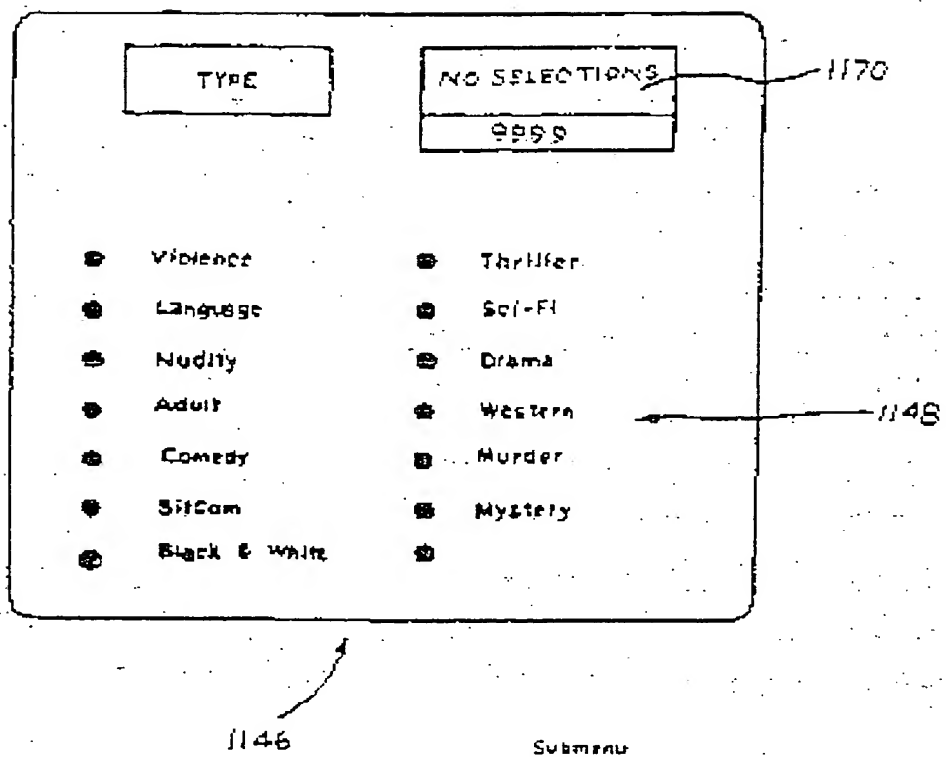 TYPE
NO SELECTIONS
1170
9999
Violence
Thriller
Language
Sci-Fi
Nudity
Drama
Adult
Western
1148
Comedy
Murder
SitCom
Mystery
Black & White
1146
Submenu